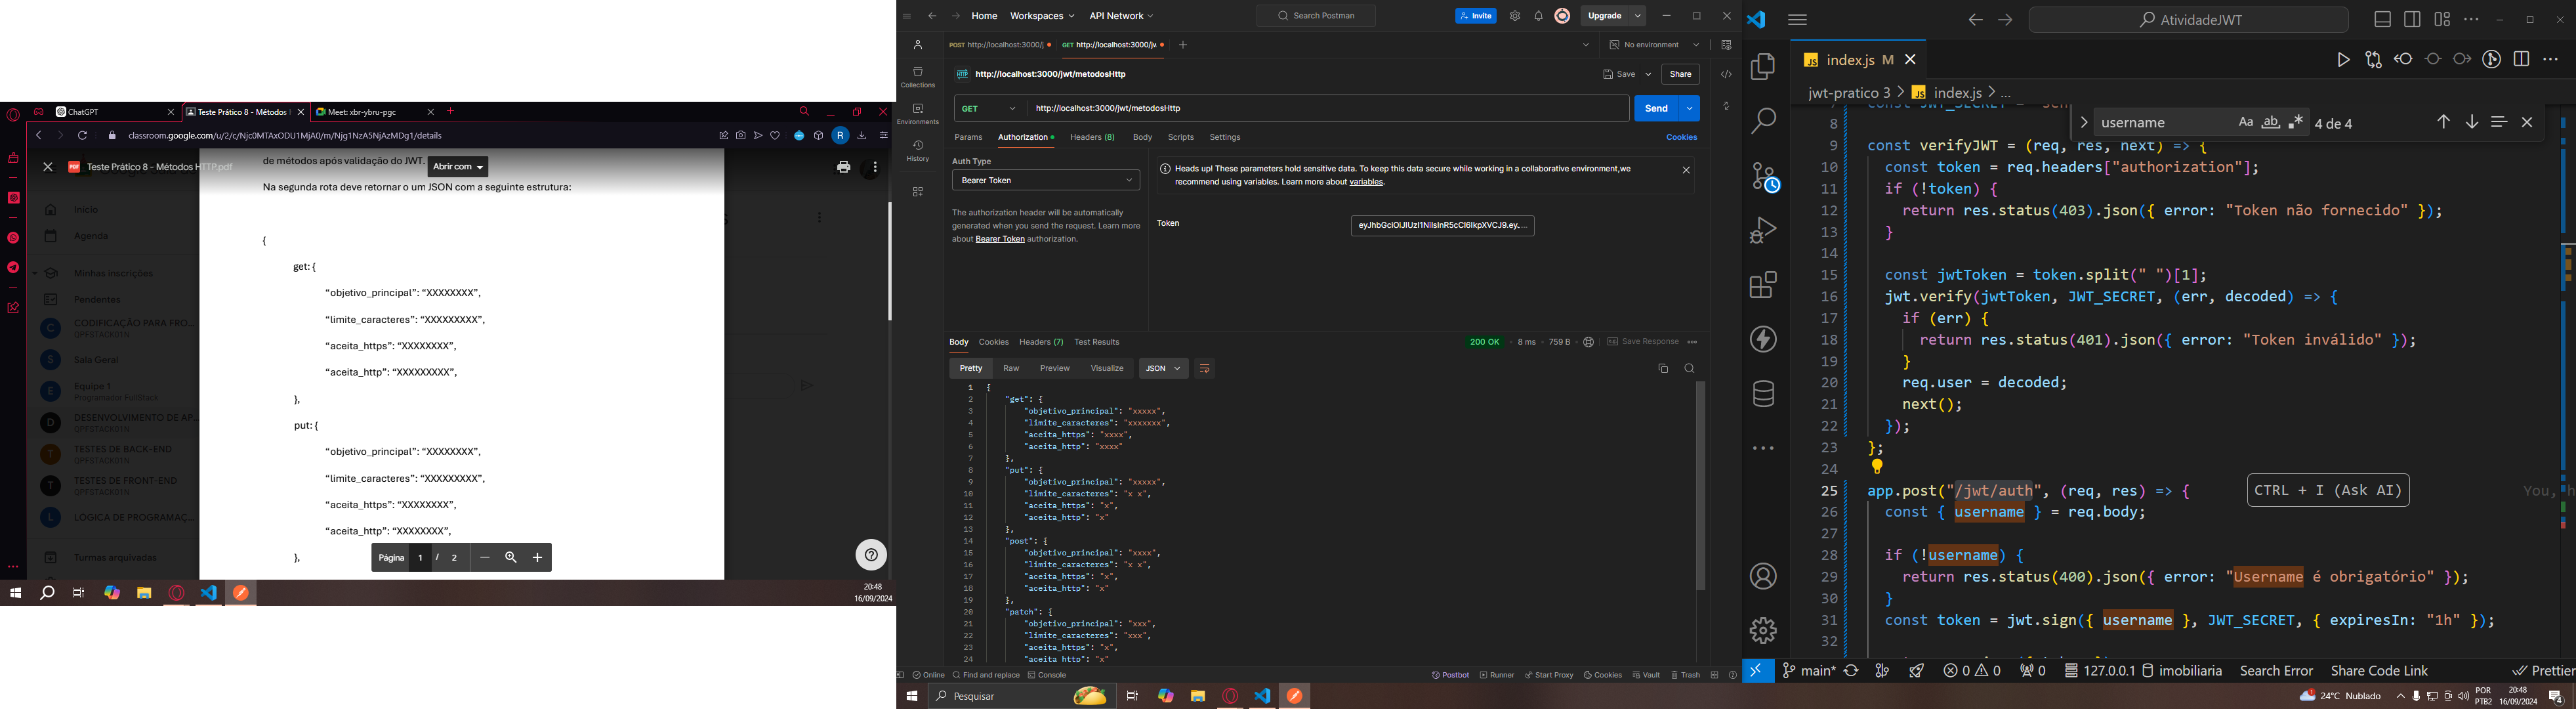 ChatGPT
Teste Prático 8 - Métodos
Meet: xbr-ybru-pgc
classroom.google.com/u/2/c/Njc0MTAxODU1MjA0/m/Njg1NzA5NjAzMDg1/details
Teste Prático 8 - Métodos HTTP.pdf
Abrir com
de métodos após validação do JWT.
Na segunda rota deve retornar o um JSON com a seguinte estrutura:
{
get: {
“objetivo_principal”: “XXXXXXXX”,
“limite_caracteres”: “XXXXXXXXX”,
“aceita_https”: “XXXXXXXX”,
“aceita_http”: “XXXXXXXXX”,
},
put: {
“objetivo_principal”: “XXXXXXXX”,
“limite_caracteres”: “XXXXXXXXX”,
“aceita_https”: “XXXXXXXX”,
“aceita_http”: “XXXXXXXX”,
},
Início
Agenda
Minhas inscrições
Pendentes
C CODIFICAÇÃO PARA FRO...
QPFSTACK01N
S Sala Geral
E Equipe 1
Programador FullStack
D DESENVOLVIMENTO DE AP...
QPFSTACK01N
T TESTES DE BACK-END
QPFSTACK01N
T TESTES DE FRONT-END
QPFSTACK01N
L LÓGICA DE PROGRAMAÇ...
Turmas arquivadas
Página 1 / 2
20:48
16/09/2024
Home Workspaces API Network
Search Postman
Invite
Upgrade
POST http://localhost:3000/j
GET http://localhost:3000/jw
No environment
Collections
Environments
History
http://localhost:3000/jwt/metodosHttp
Save
Share
GET
http://localhost:3000/jwt/metodosHttp
Send
Params Authorization Headers (8) Body Scripts Settings
Cookies
Auth Type
Bearer Token
The authorization header will be automatically
generated when you send the request. Learn more
about Bearer Token authorization.
Heads up! These parameters hold sensitive data. To keep this data secure while working in a collaborative environment,we
recommend using variables. Learn more about variables.
Token
Body Cookies Headers (7) Test Results
200 OK 8 ms 759 B Save Response
Pretty Raw Preview Visualize JSON
1 {
2 "get": {
3 "objetivo_principal": "xxxxx",
4 "limite_caracteres": "xxxxxxx",
5 "aceita_https": "xxxx",
6 "aceita_http": "xxxx"
7 },
8 "put": {
9 "objetivo_principal": "xxxxx",
10 "limite_caracteres": "x x",
11 "aceita_https": "x",
12 "aceita_http": "x"
13 },
14 "post": {
15 "objetivo_principal": "xxxx",
16 "limite_caracteres": "x x",
17 "aceita_https": "x",
18 "aceita_http": "x"
19 },
20 "patch": {
21 "objetivo_principal": "xxx",
22 "limite_caracteres": "xxx",
23 "aceita_https": "x",
24 "aceita_http": "x"
Online Find and replace Console
Postbot Runner Start Proxy Cookies Vault Trash
Pesquisar
AtividadeJWT
JS index.js M
jwt-pratico 3 > JS index.js > ...
username
Aa ab
4 de 4
8
9 const verifyJWT = (req, res, next) => {
10 const token = req.headers["authorization"];
11 if (!token) {
12 return res.status(403).json({ error: "Token não fornecido" });
13 }
14
15 const jwtToken = token.split(" ")[1];
16 jwt.verify(jwtToken, JWT_SECRET, (err, decoded) => {
17 if (err) {
18 return res.status(401).json({ error: "Token inválido" });
19 }
20 req.user = decoded;
21 next();
22 });
23 };
24
25 app.post("/jwt/auth", (req, res) => {
CTRL + I (Ask AI)
You, h
26 const { username } = req.body;
27
28 if (!username) {
29 return res.status(400).json({ error: "Username é obrigatório" });
30 }
31 const token = jwt.sign({ username }, JWT_SECRET, { expiresIn: "1h" });
32
main* 0 0 0 127.0.0.1 imobiliaria Search Error Share Code Link Prettier
24°C Nublado
POR
PTB2
20:48
16/09/2024
4